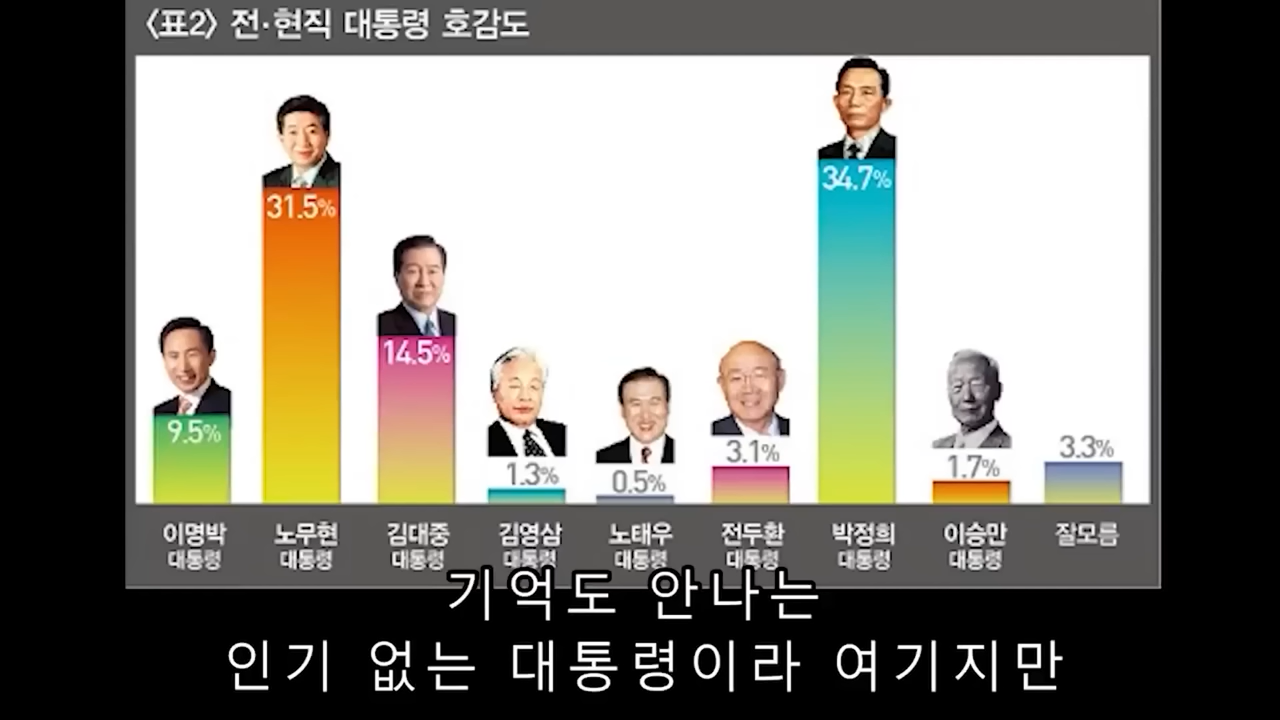 〈표2〉 전·현직 대통령 호감도
9.5%
31.5%
14.5%
1.3%
0.5%
3.1%
34.7%
1.7%
3.3%
이명박 노무현 김대중 김영삼 노태우 전두환 박정희 이승만 잘모름
대통령 대통령 대통령 대통령 대통령 대통령 대통령 대통령
기억도 안나는
인기 없는 대통령이라 여기지만